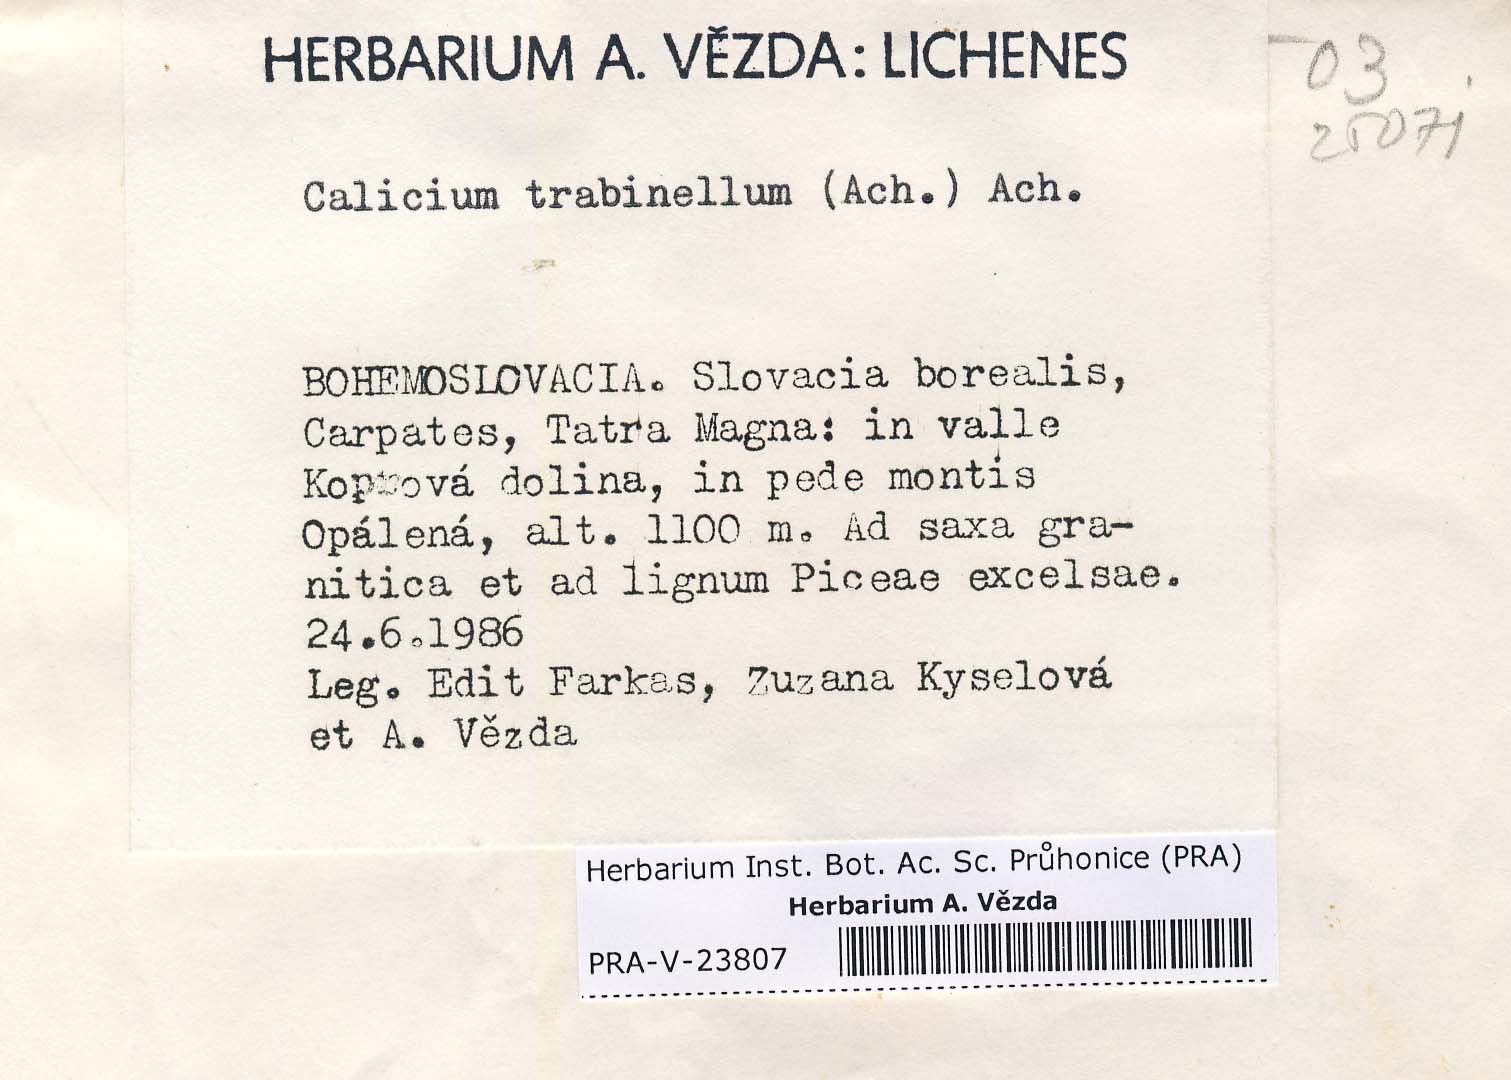 HERBARIUM A. VĚZDA: LICHENES
03
25071
Calicium trabinellum (Ach.) Ach.
BOHEMOSLOVACIA. Slovacia borealis,
Carpates, Tatra Magna: in valle
Koprová dolina, in pede montis
Opálená, alt. 1100 m. Ad saxa gra-
nitica et ad lignum Piceae excelsae.
24.6.1986
Leg. Edit Farkas, Zuzana Kyselová
et A. Vězda
Herbarium Inst. Bot. Ac. Sc. Průhonice (PRA)
Herbarium A. Vězda
PRA-V-23807